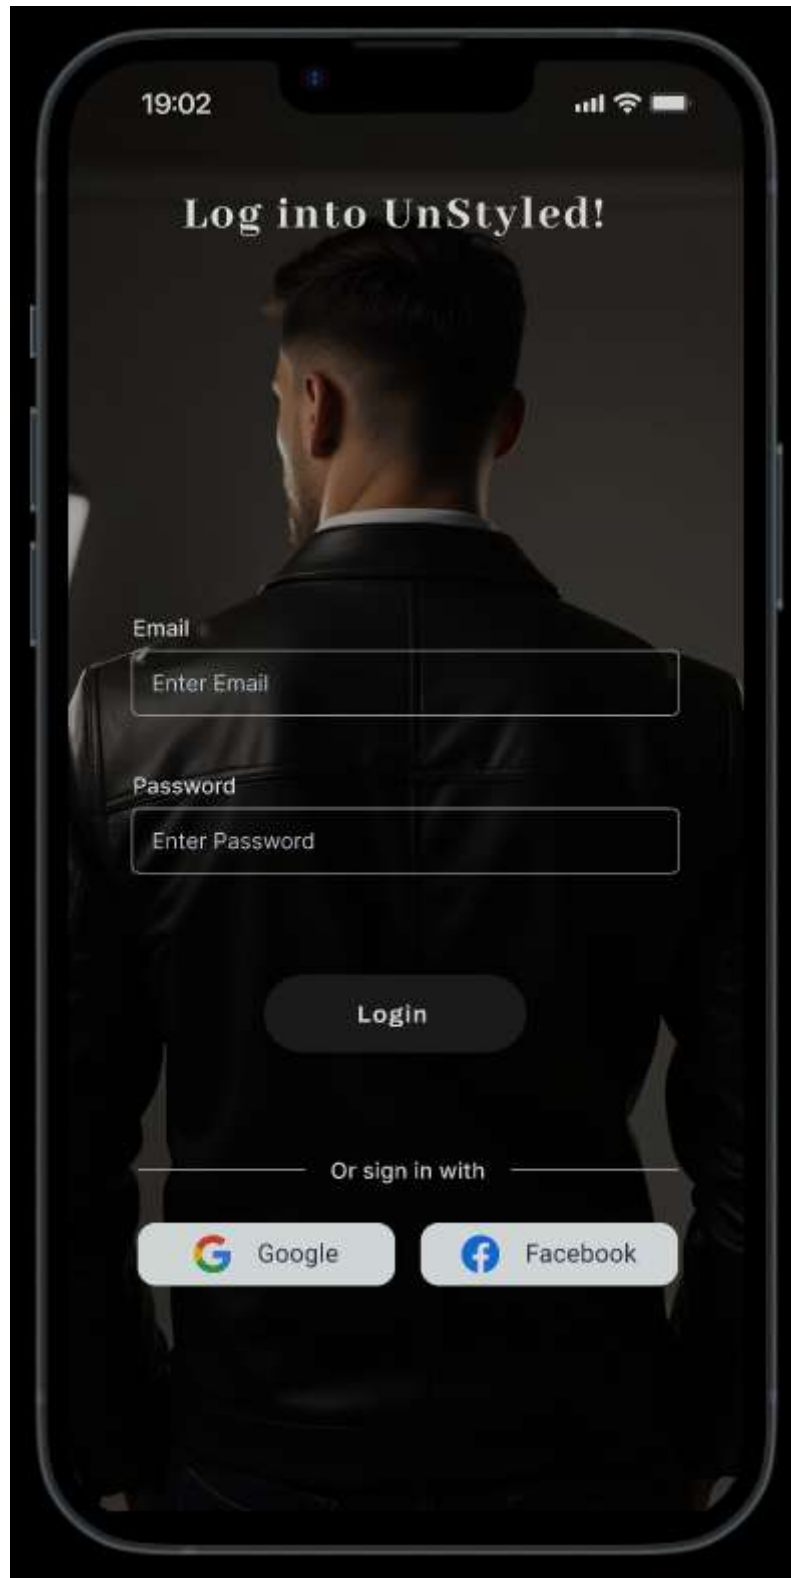 19:02
Log into UnStyled!
Email
Enter Email
Password
Enter Password
Login
Or sign in with
Google
Facebook